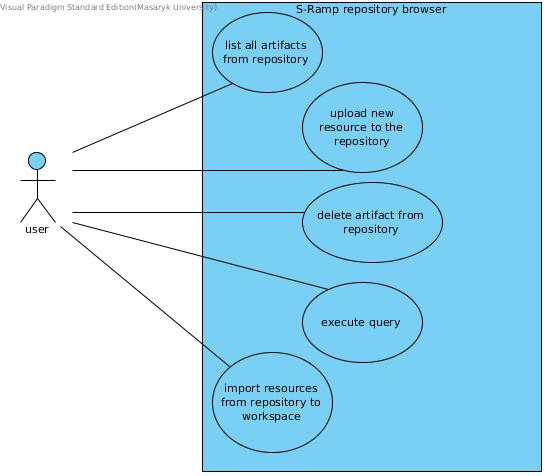 Visual Paradigm Standard Edition(Masaryk University)
S-Ramp repository browser
list all artifacts
from repository
upload new
resource to the
repository
delete artifact from
repository
user
execute query
import resources
from repository to
workspace